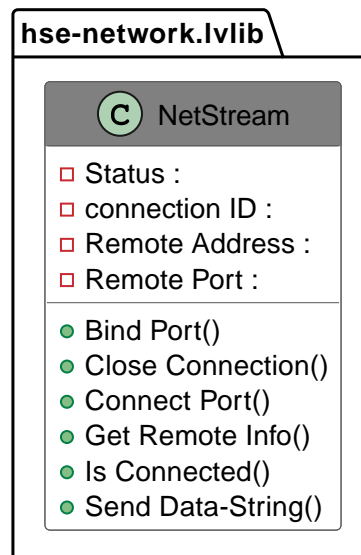 hse-network.lvlib
C NetStream
Status :
connection ID :
Remote Address :
Remote Port :
Bind Port()
Close Connection()
Connect Port()
Get Remote Info()
Is Connected()
Send Data-String()